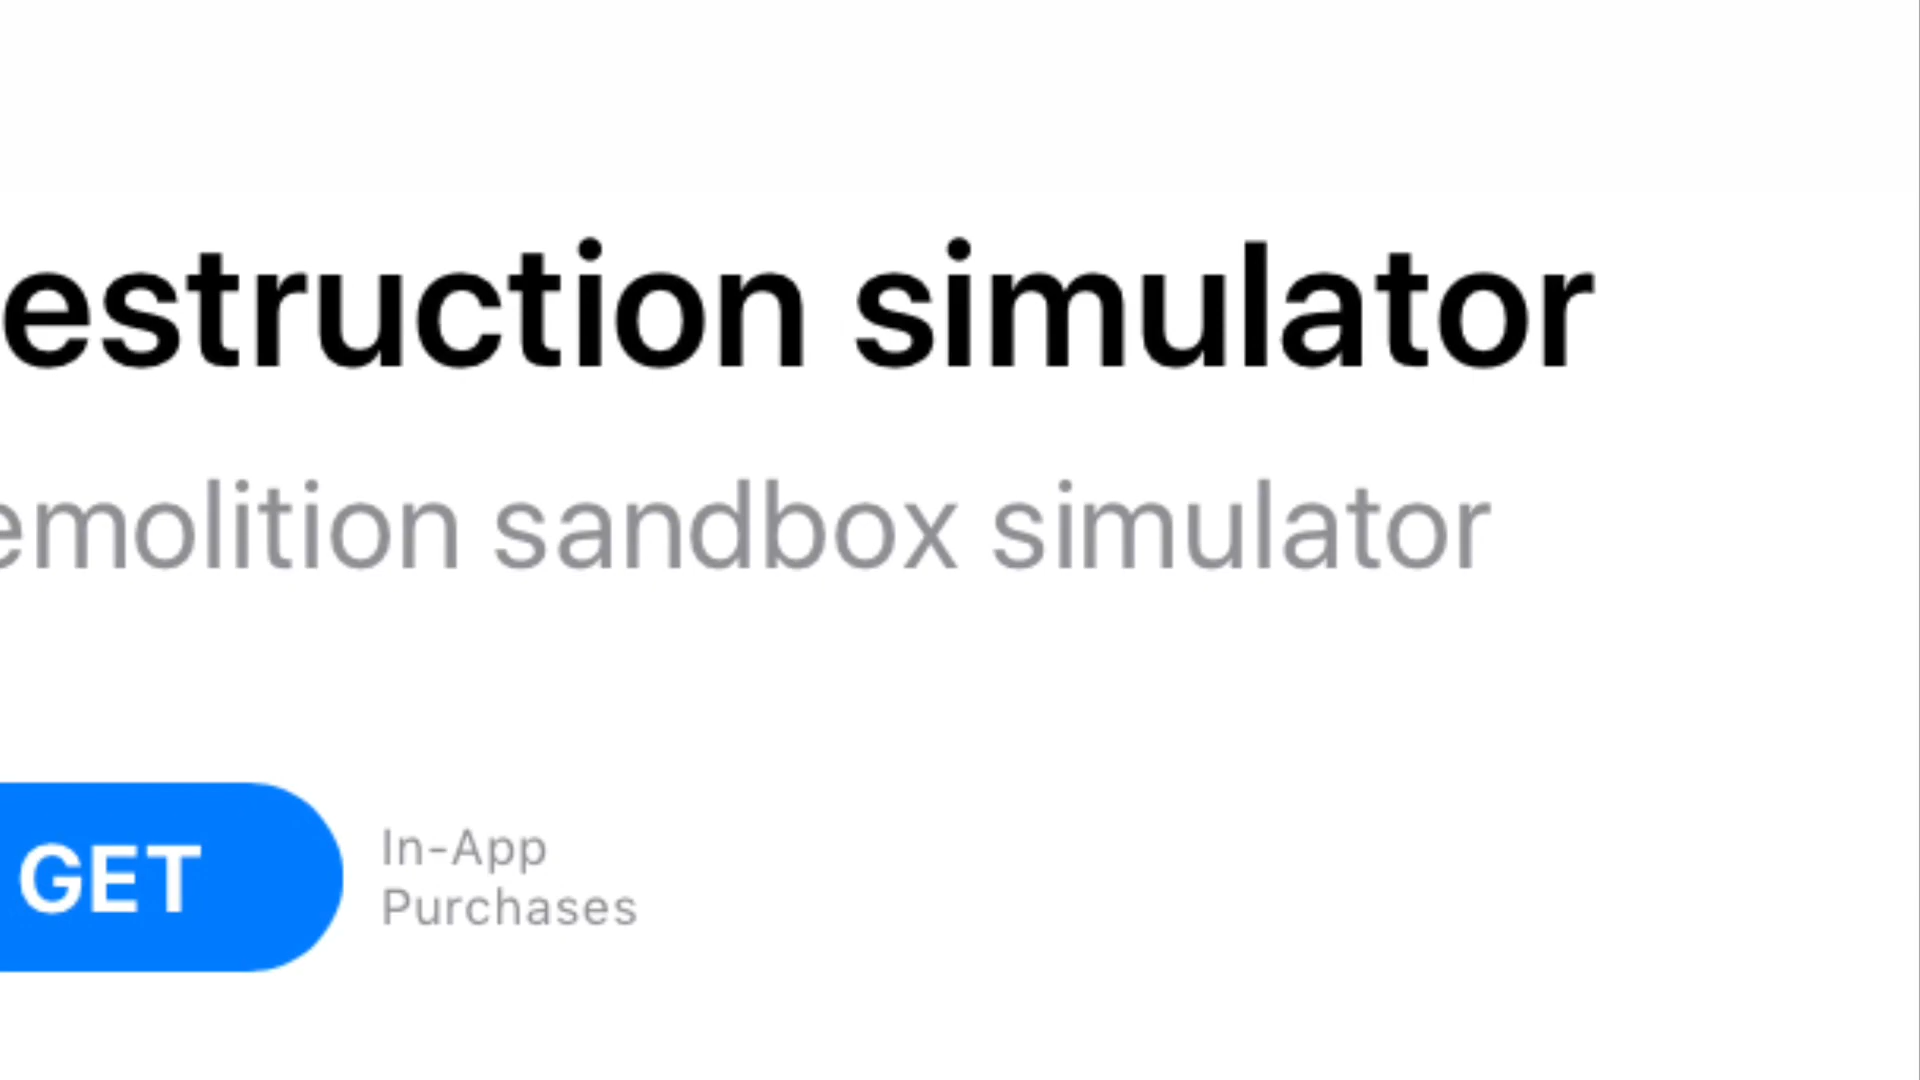 estruction simulator
emolition sandbox simulator
GET
In-App
Purchases